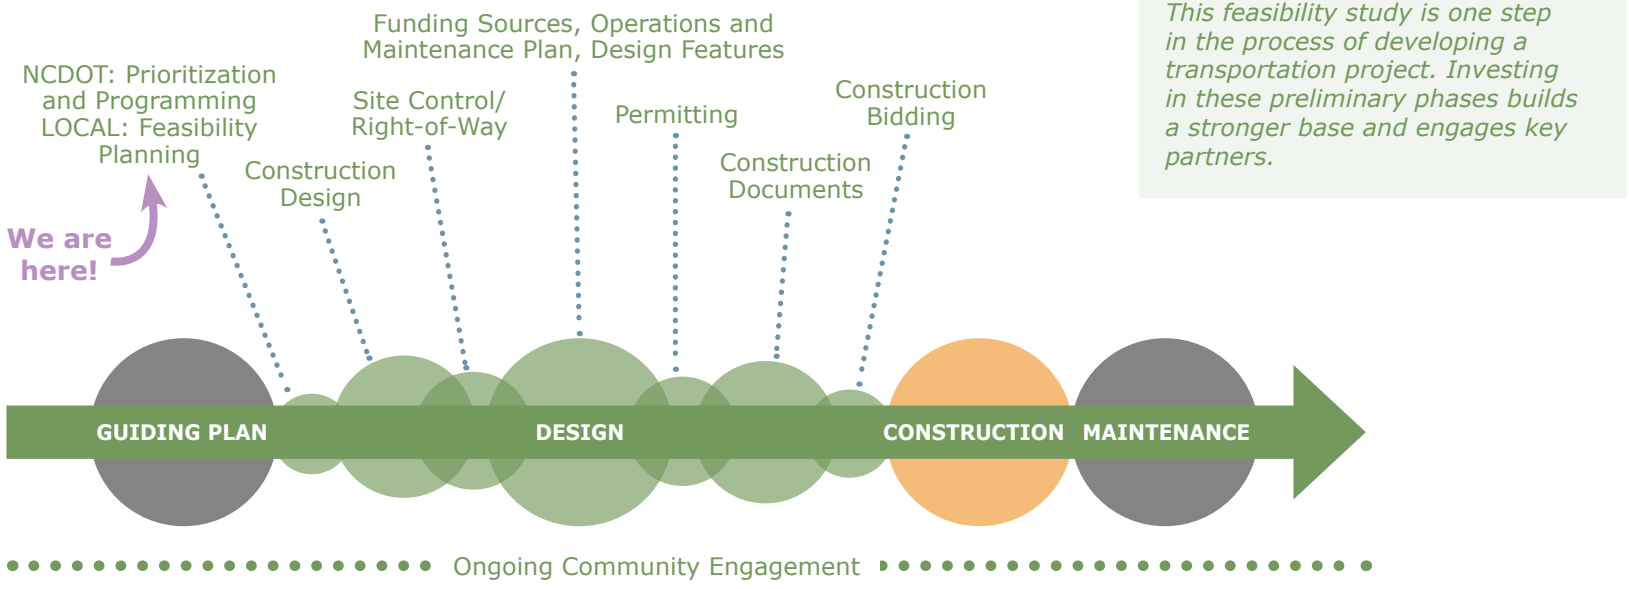 Funding Sources, Operations and
Maintenance Plan, Design Features
NCDOT: Prioritization
and Programming
LOCAL: Feasibility
Planning
We are
here!
Construction
Design
Site Control/
Right-of-Way
Permitting
Construction
Documents
Construction
Bidding
This feasibility study is one step
in the process of developing a
transportation project. Investing
in these preliminary phases builds
a stronger base and engages key
partners.
GUIDING PLAN
DESIGN
CONSTRUCTION
MAINTENANCE
Ongoing Community Engagement